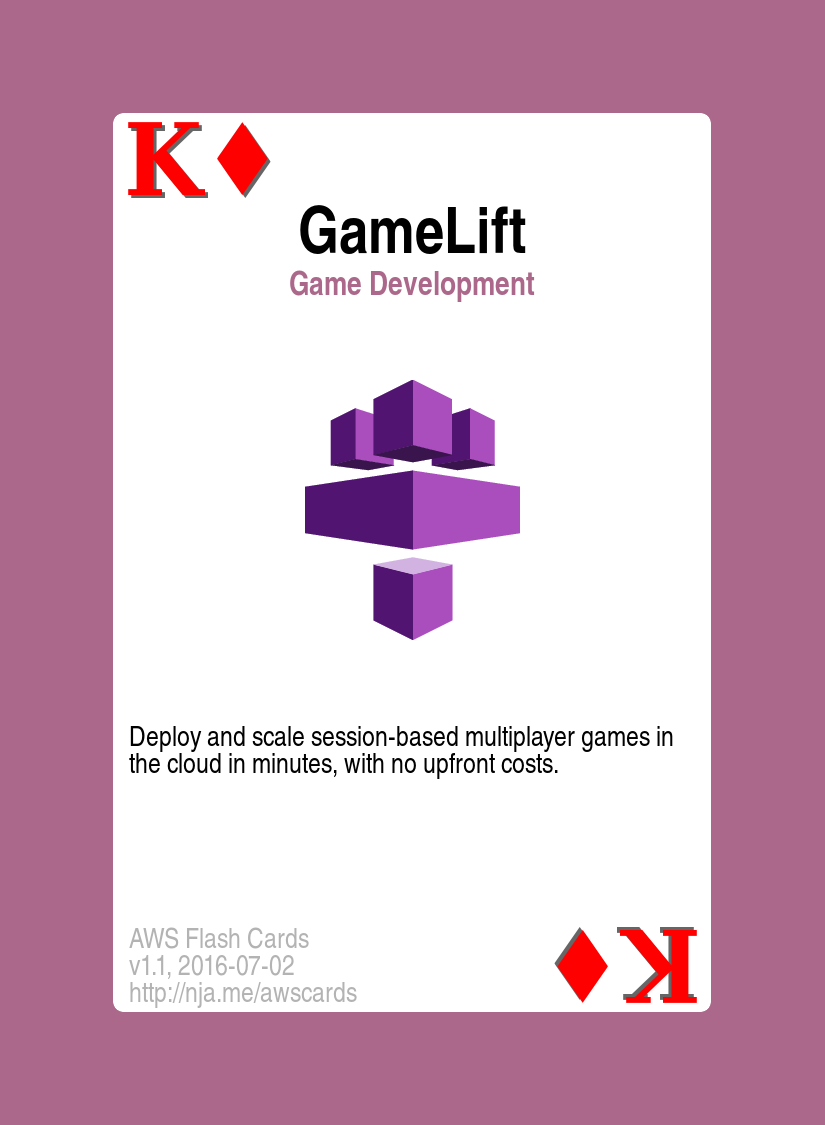 K♦
GameLift
Game Development
Deploy and scale session-based multiplayer games in
the cloud in minutes, with no upfront costs.
AWS Flash Cards
v1.1, 2016-07-02
http://nja.me/awscards
K♦